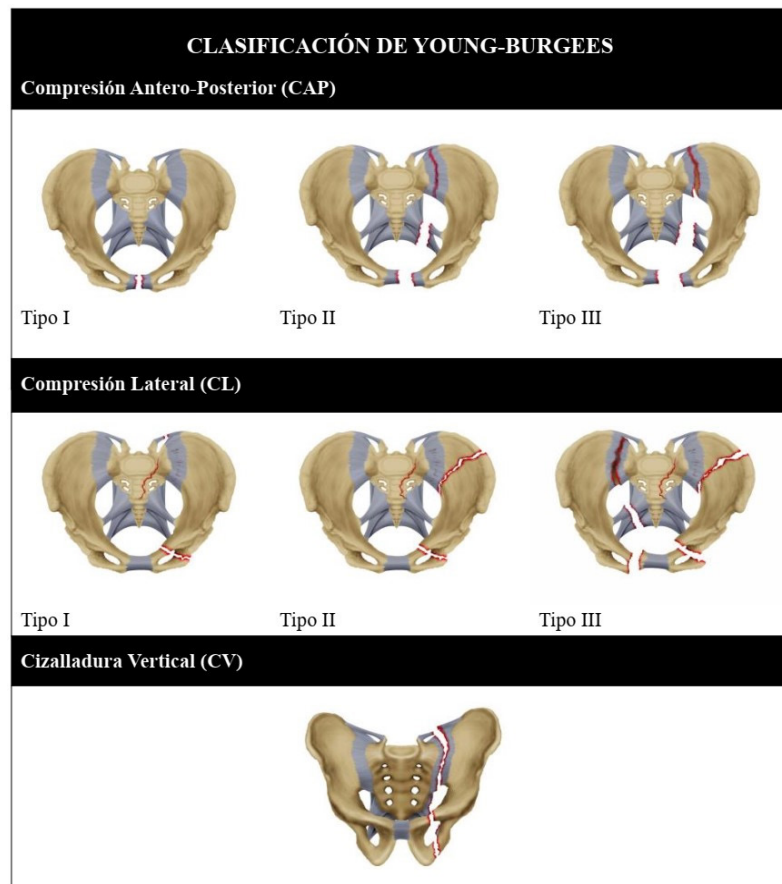 CLASIFICACIÓN DE YOUNG-BURGEES
Compresión Antero-Posterior (CAP)
Tipo I
Tipo II
Tipo III
Compresión Lateral (CL)
Tipo I
Tipo II
Tipo III
Cizalladura Vertical (CV)